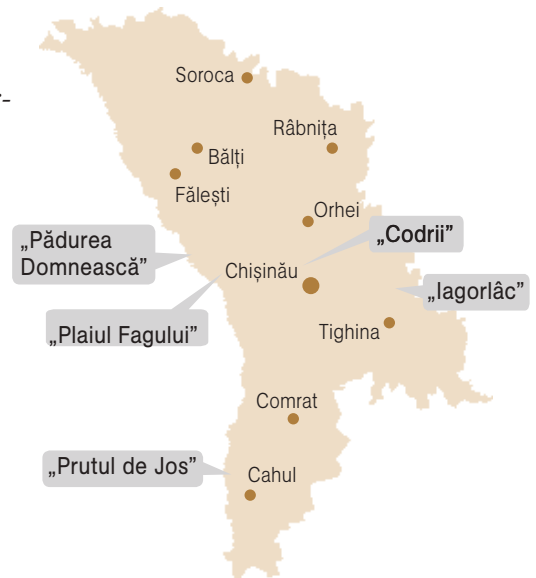 Soroca
-
Râbnița
Bălți
Fălești
Orhei
„Codrii”
„Pădurea
Domnească”
Chișinău
„Iagorlâc”
„Plaiul Fagului”
Tighina
Comrat
„Prutul de Jos”
Cahul